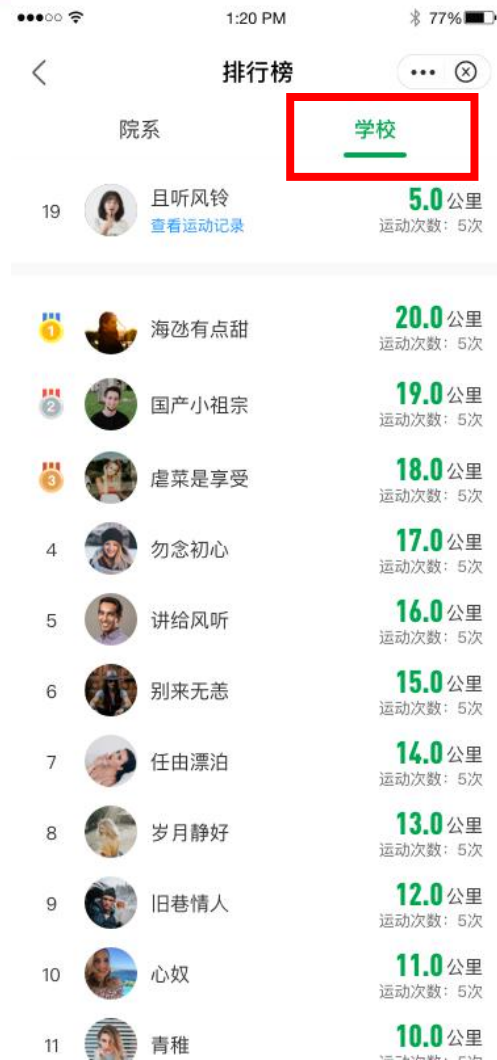 1:20 PM
77%
排行榜
院系
学校
19
且听风铃
查看运动记录
5.0公里
运动次数：5次
1
海氹有点甜
20.0公里
运动次数：5次
2
国产小祖宗
19.0公里
运动次数：5次
3
虐菜是享受
18.0公里
运动次数：5次
4
勿念初心
17.0公里
运动次数：5次
5
讲给风听
16.0公里
运动次数：5次
6
别来无恙
15.0公里
运动次数：5次
7
任由漂泊
14.0公里
运动次数：5次
8
岁月静好
13.0公里
运动次数：5次
9
旧巷情人
12.0公里
运动次数：5次
10
心奴
11.0公里
运动次数：5次
11
青稚
10.0公里
运动次数：5次